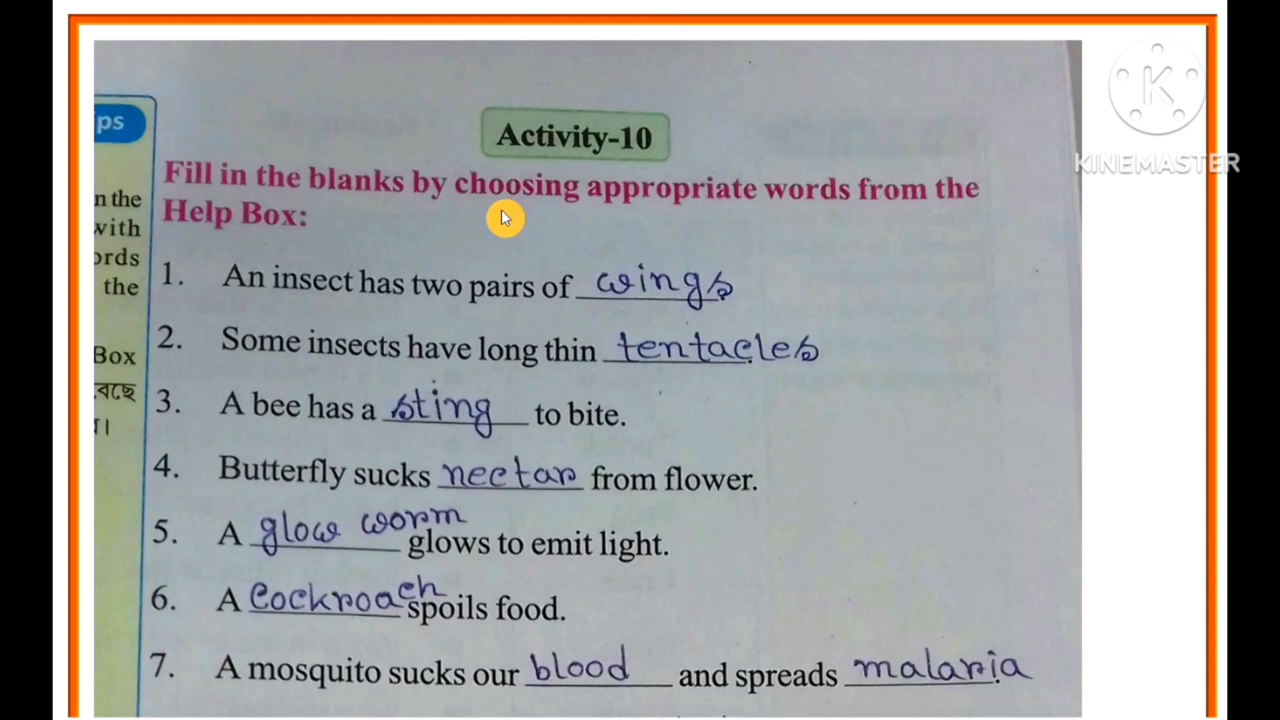 KINEMASTER
ps
Activity-10
Fill in the blanks by choosing appropriate words from the
Help Box:
n the
with
ords
the
Box
বেছে
1. An insect has two pairs of wings.
2. Some insects have long thin tentacles.
3. A bee has a sting to bite.
4. Butterfly sucks nectar from flower.
5. A glow worm glows to emit light.
6. A Cockroach spoils food.
7. A mosquito sucks our blood and spreads malaria.